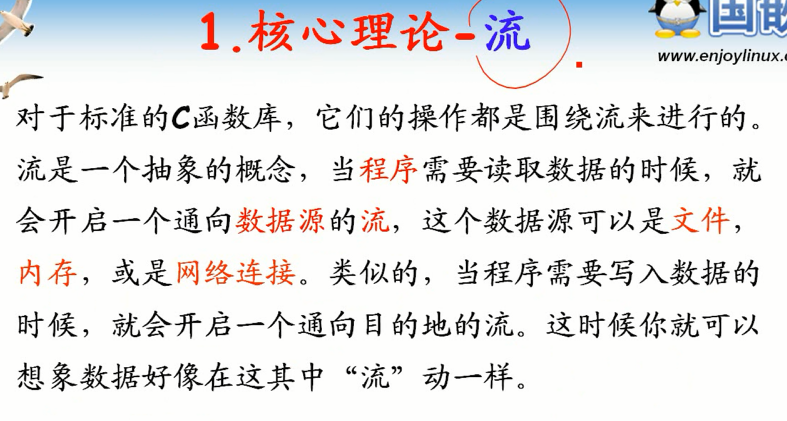 1.核心理论-流
国嵌
www.enjoylinux.c
对于标准的C函数库，它们的操作都是围绕流来进行的。
流是一个抽象的概念，当程序需要读取数据的时候，就
会开启一个通向数据源的流，这个数据源可以是文件，
内存，或是网络连接。类似的，当程序需要写入数据的
时候，就会开启一个通向目的地的流。这时候你就可以
想象数据好像在这其中“流”动一样。